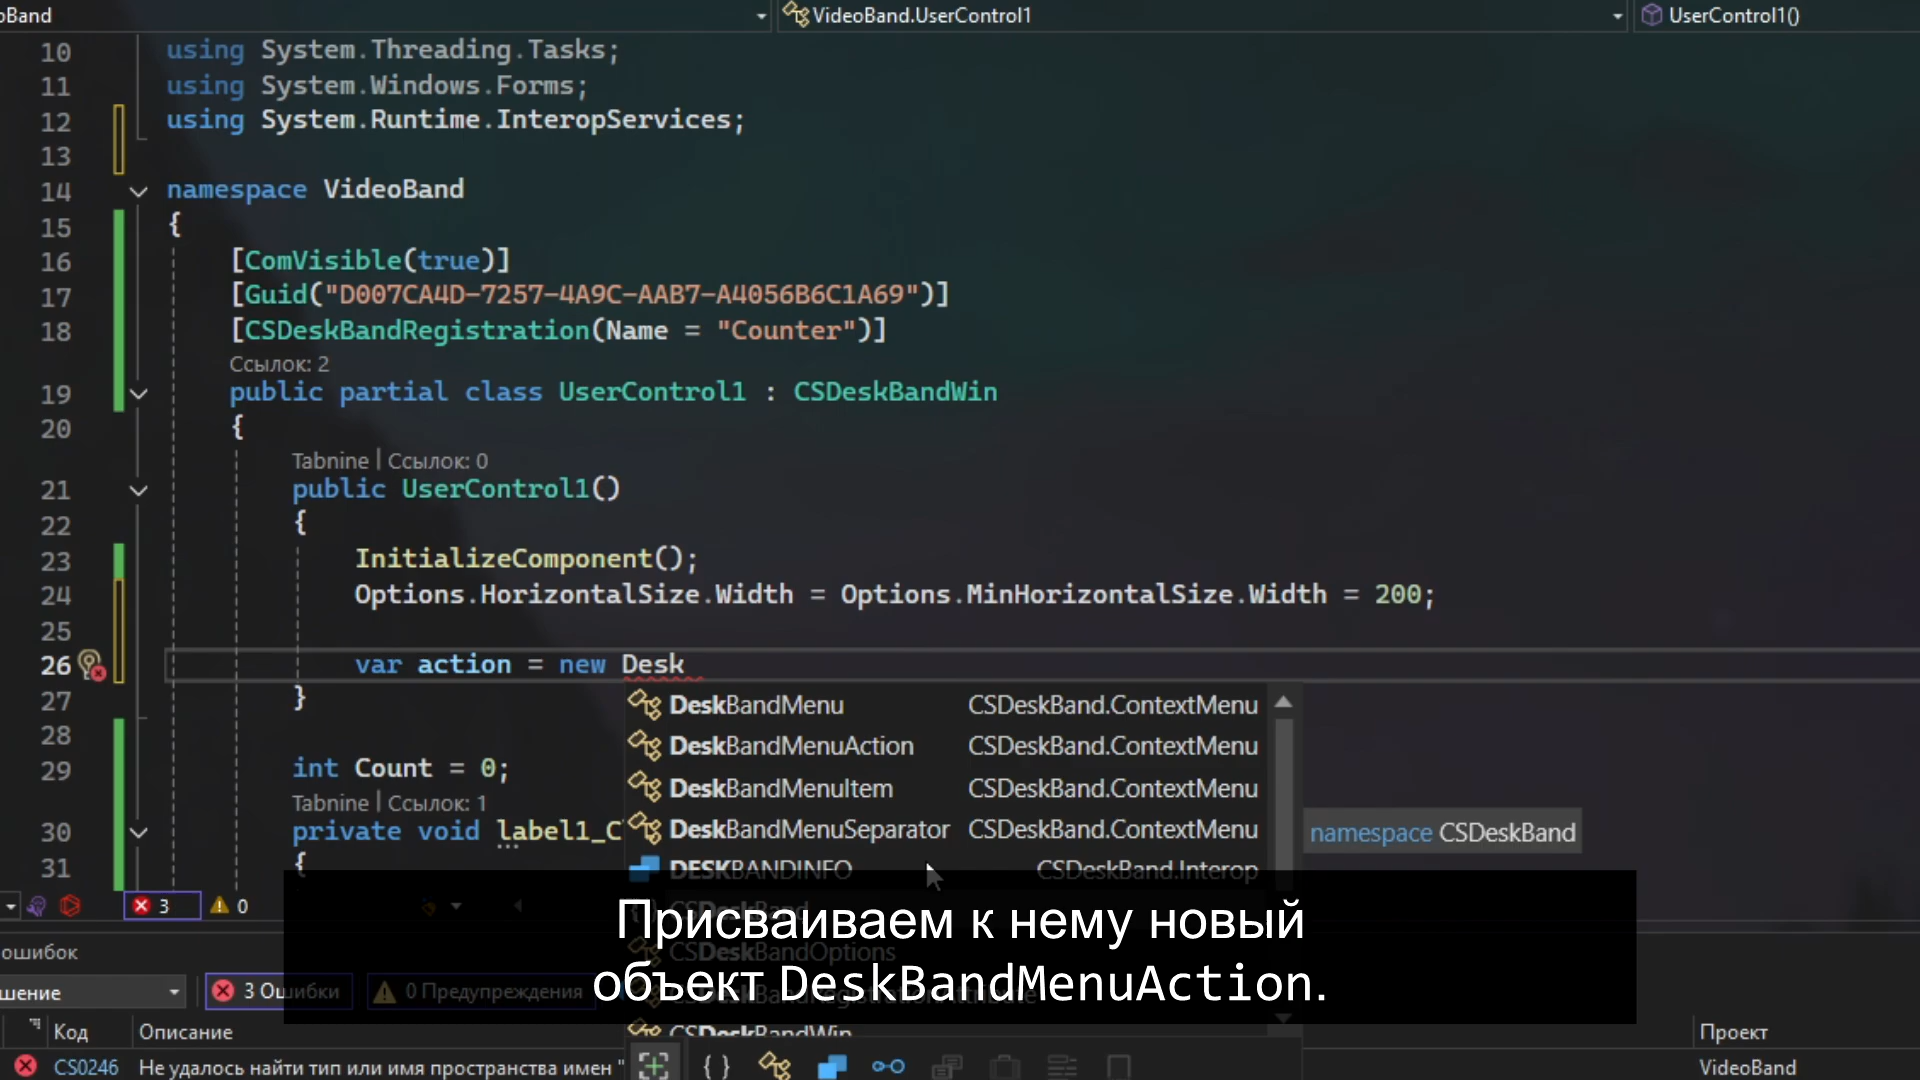 oBand
VideoBand.UserControl1
UserControl1()
10 using System.Threading.Tasks;
11 using System.Windows.Forms;
12 using System.Runtime.InteropServices;
13
14 namespace VideoBand
15 {
16 [ComVisible(true)]
17 [Guid("D007CA4D-7257-4A9C-AAB7-A4056B6C1A69")]
18 [CSDeskBandRegistration(Name = "Counter")]
Ссылок: 2
19 public partial class UserControl1 : CSDeskBandWin
20 {
Tabnine | Ссылок: 0
21 public UserControl1()
22 {
23 InitializeComponent();
24 Options.HorizontalSize.Width = Options.MinHorizontalSize.Width = 200;
25
26 var action = new Desk
27 }
28
29 int Count = 0;
Tabnine | Ссылок: 1
30 private void label1_C
31 {
DeskBandMenu CSDeskBand.ContextMenu
DeskBandMenuAction CSDeskBand.ContextMenu
DeskBandMenuItem CSDeskBand.ContextMenu
DeskBandMenuSeparator CSDeskBand.ContextMenu
DESKBANDINFO CSDeskBand.Interop
CSDeskBand
CSDeskBandOptions
CSDeskBandWin
namespace CSDeskBand
Присваиваем к нему новый
объект DeskBandMenuAction.
3 0
ошибок
шение
3 Ошибки
0 Предупреждения
Код Описание Проект
CS0246 Не удалось найти тип или имя пространства имен " VideoBand